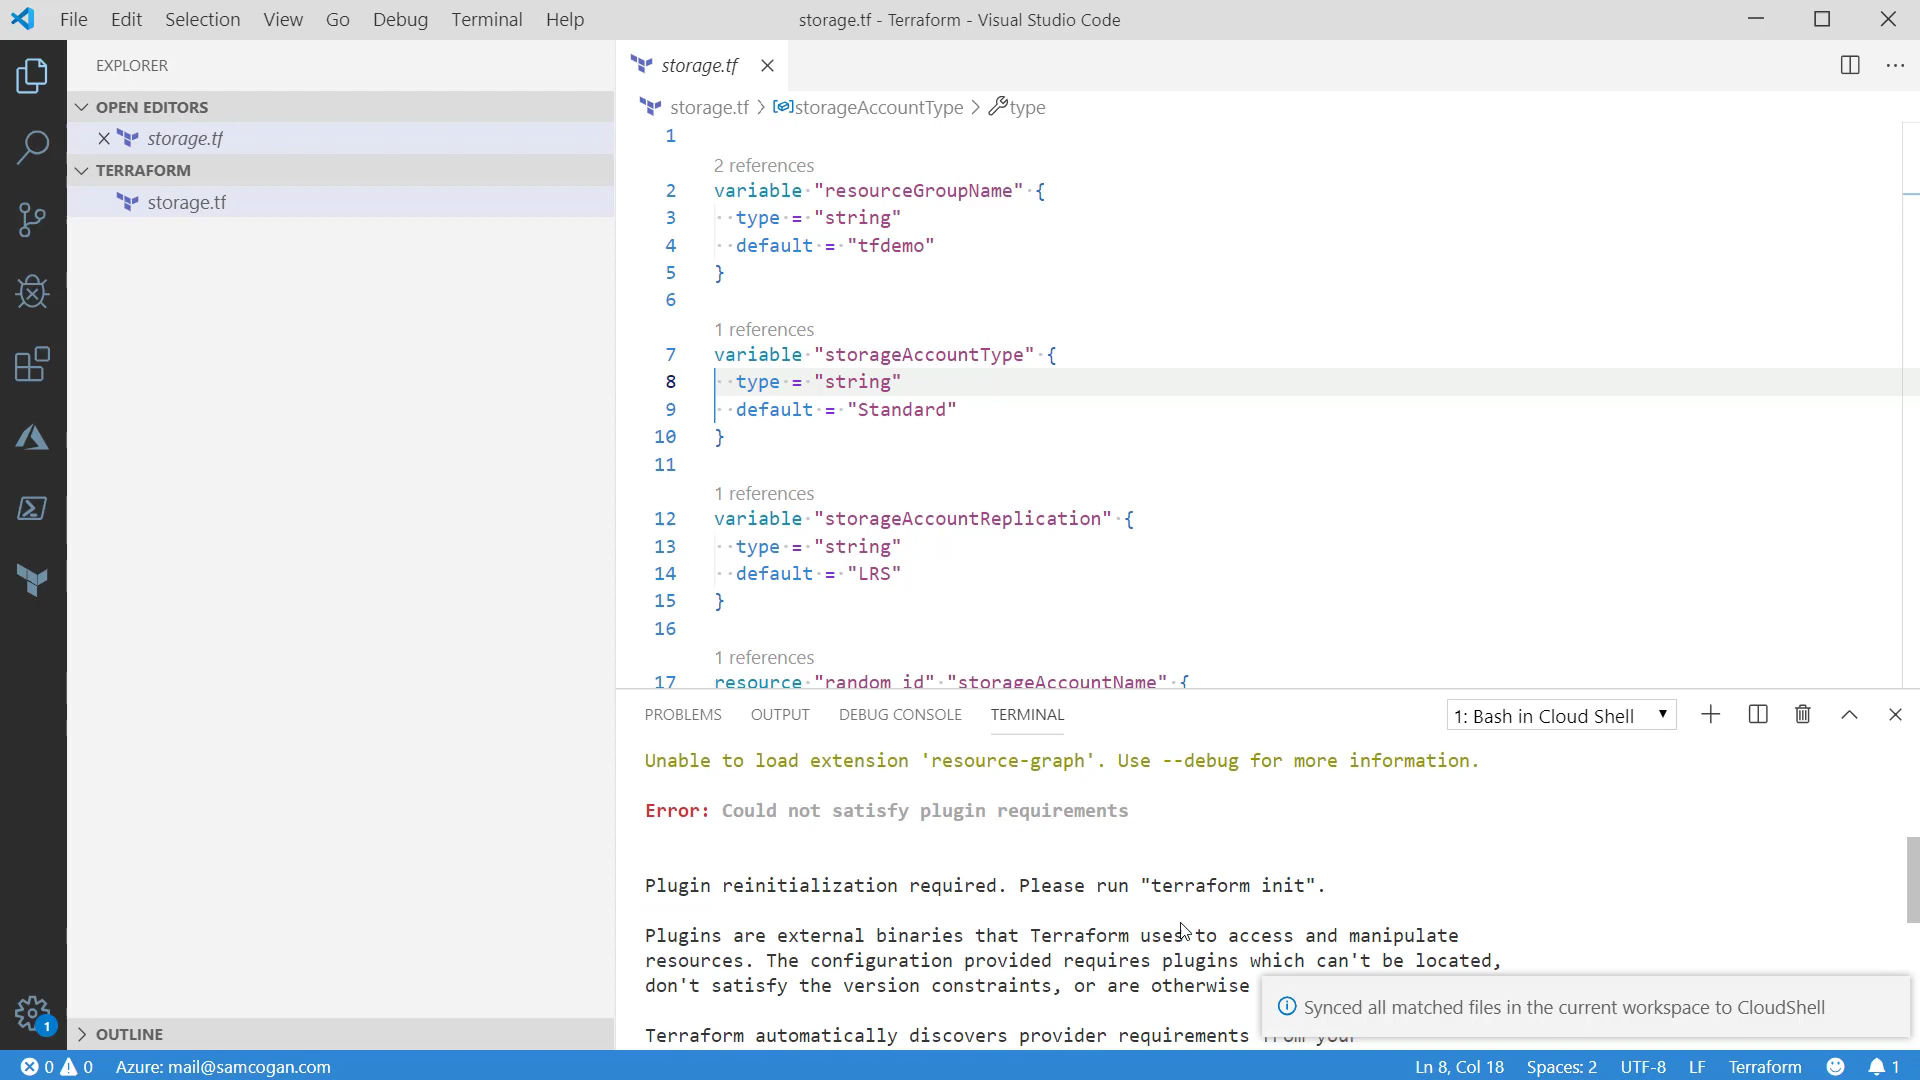 File Edit Selection View Go Debug Terminal Help
storage.tf - Terraform - Visual Studio Code
EXPLORER
OPEN EDITORS
storage.tf
TERRAFORM
storage.tf
OUTLINE
storage.tf
storage.tf > storageAccountType > type
1
2 references
2 variable "resourceGroupName" {
3 type = "string"
4 default = "tfdemo"
5 }
6
1 references
7 variable "storageAccountType" {
8 type = "string"
9 default = "Standard"
10 }
11
1 references
12 variable "storageAccountReplication" {
13 type = "string"
14 default = "LRS"
15 }
16
1 references
17 resource "random_id" "storageAccountName" {
PROBLEMS OUTPUT DEBUG CONSOLE TERMINAL
1: Bash in Cloud Shell
Unable to load extension 'resource-graph'. Use --debug for more information.
Error: Could not satisfy plugin requirements
Plugin reinitialization required. Please run "terraform init".
Plugins are external binaries that Terraform uses to access and manipulate
resources. The configuration provided requires plugins which can't be located,
don't satisfy the version constraints, or are otherwise
Terraform automatically discovers provider requirements from your
Synced all matched files in the current workspace to CloudShell
1
0 0 Azure: mail@samcogan.com
Ln 8, Col 18 Spaces: 2 UTF-8 LF Terraform 1